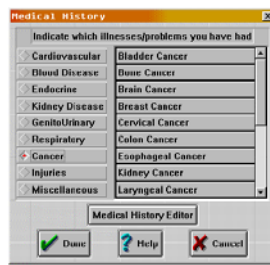 Medical History
Indicate which illnesses/problems you have had
Cardiovascular
Blood Disease
Endocrine
Kidney Disease
GenitoUrinary
Respiratory
Cancer
Injuries
Miscellaneous
Bladder Cancer
Bone Cancer
Brain Cancer
Breast Cancer
Cervical Cancer
Colon Cancer
Esophageal Cancer
Kidney Cancer
Laryngeal Cancer
Medical History Editor
Done
Help
Cancel